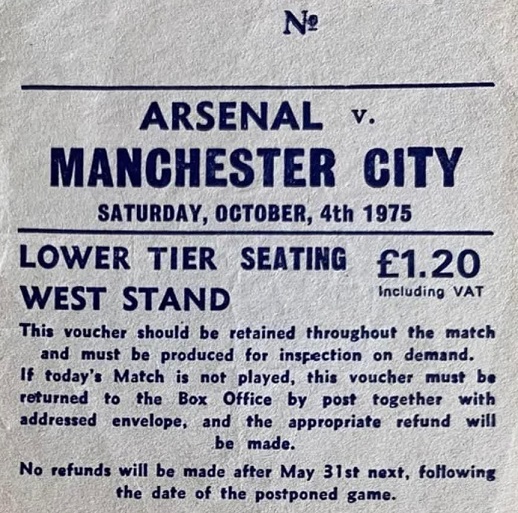 №
ARSENAL v.
MANCHESTER CITY
SATURDAY, OCTOBER, 4th 1975
LOWER TIER SEATING £1.20
WEST STAND Including VAT
This voucher should be retained throughout the match
and must be produced for inspection on demand.
If today's Match is not played, this voucher must be
returned to the Box Office by post together with
addressed envelope, and the appropriate refund will
be made.
No refunds will be made after May 31st next, following
the date of the postponed game.